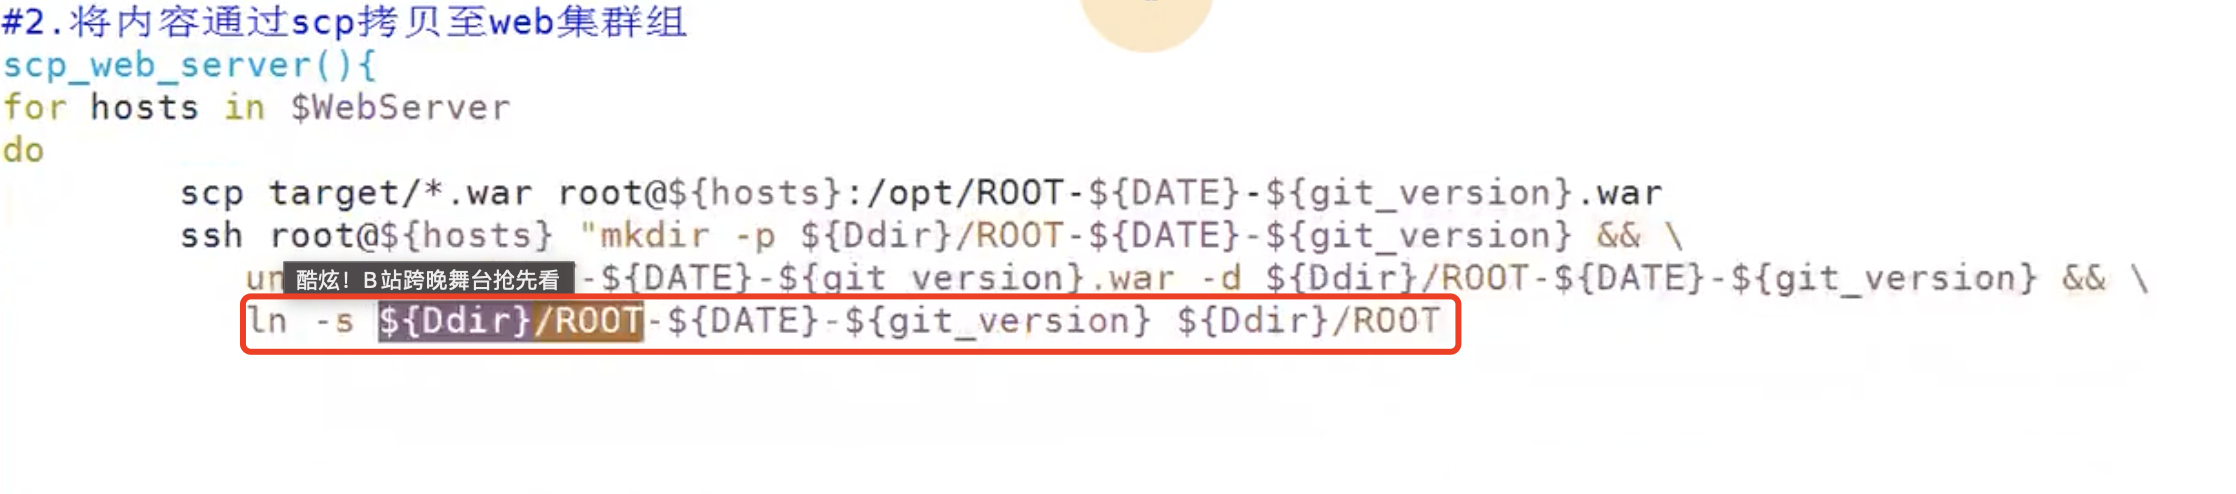 #2.将内容通过scp拷贝至web集群组
scp_web_server(){
for hosts in $WebServer
do
scp target/*.war root@${hosts}:/opt/ROOT-${DATE}-${git_version}.war
ssh root@${hosts} "mkdir -p ${Ddir}/ROOT-${DATE}-${git_version} && \
un 酷炫！B站跨晚舞台抢先看 -${DATE}-${git_version}.war -d ${Ddir}/ROOT-${DATE}-${git_version} && \
ln -s ${Ddir}/ROOT-${DATE}-${git_version} ${Ddir}/ROOT